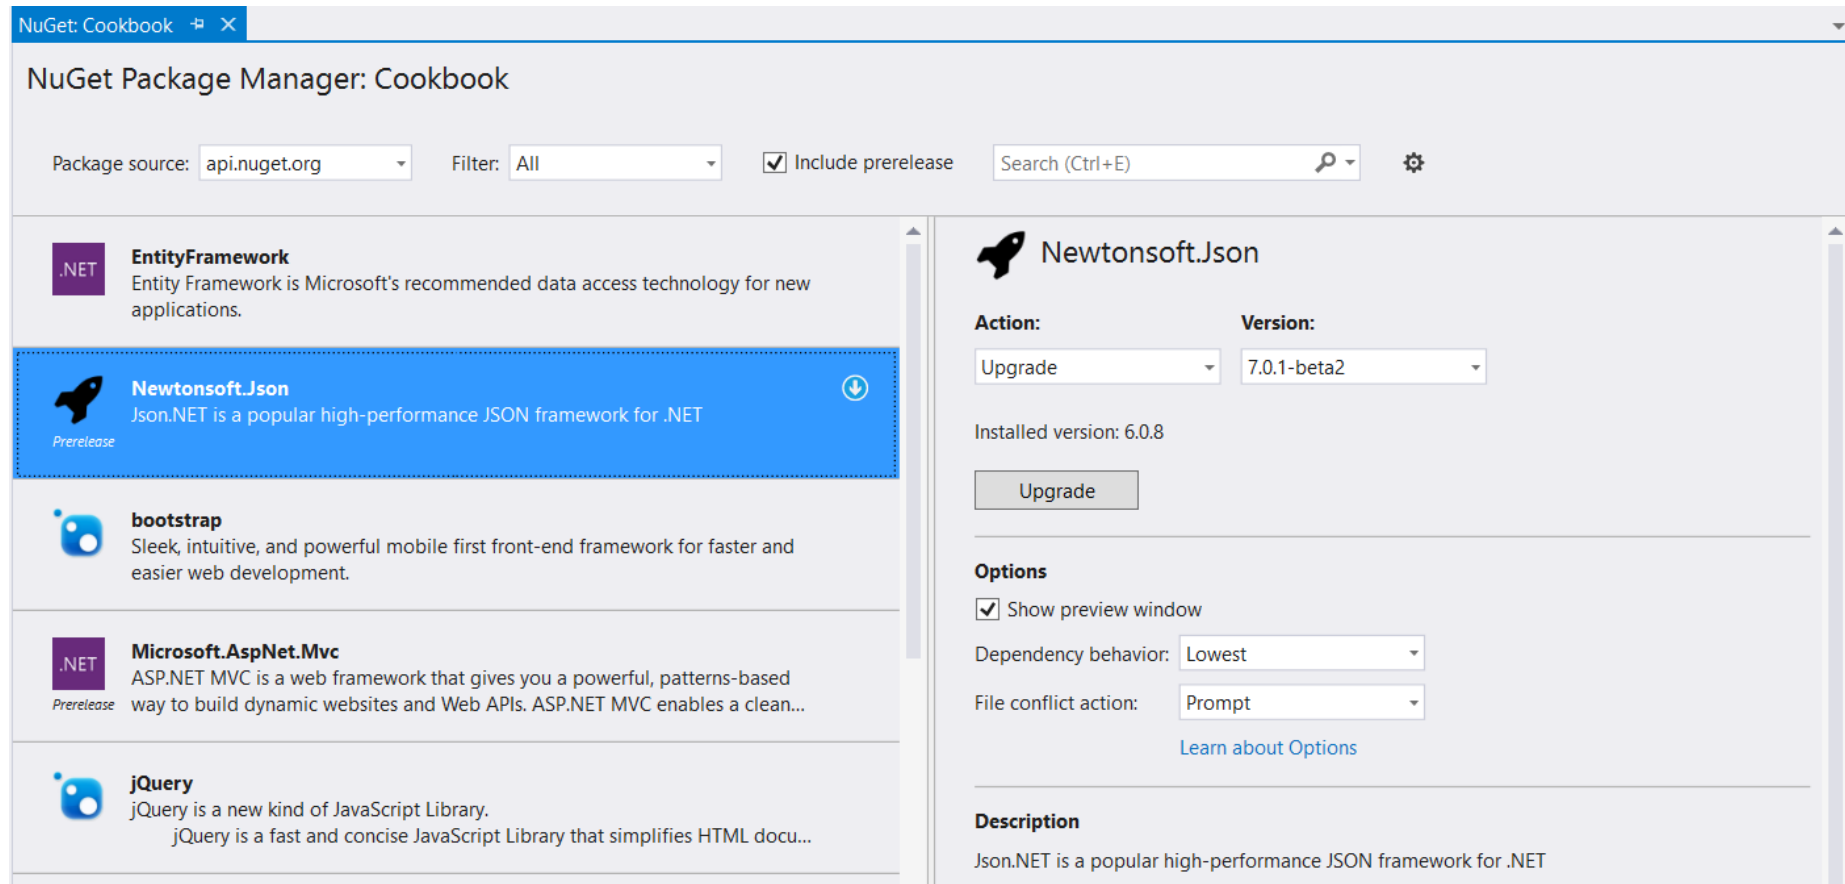 NuGet: Cookbook
NuGet Package Manager: Cookbook
Package source: api.nuget.org Filter: All Include prerelease Search (Ctrl+E)
.NET
EntityFramework
Entity Framework is Microsoft's recommended data access technology for new
applications.
Newtonsoft.Json
Json.NET is a popular high-performance JSON framework for .NET
Prerelease
bootstrap
Sleek, intuitive, and powerful mobile first front-end framework for faster and
easier web development.
.NET
Prerelease
Microsoft.AspNet.Mvc
ASP.NET MVC is a web framework that gives you a powerful, patterns-based
way to build dynamic websites and Web APIs. ASP.NET MVC enables a clean...
jQuery
jQuery is a new kind of JavaScript Library.
jQuery is a fast and concise JavaScript Library that simplifies HTML docu...
Newtonsoft.Json
Action: Version:
Upgrade 7.0.1-beta2
Installed version: 6.0.8
Upgrade
Options
Show preview window
Dependency behavior: Lowest
File conflict action: Prompt
Learn about Options
Description
Json.NET is a popular high-performance JSON framework for .NET